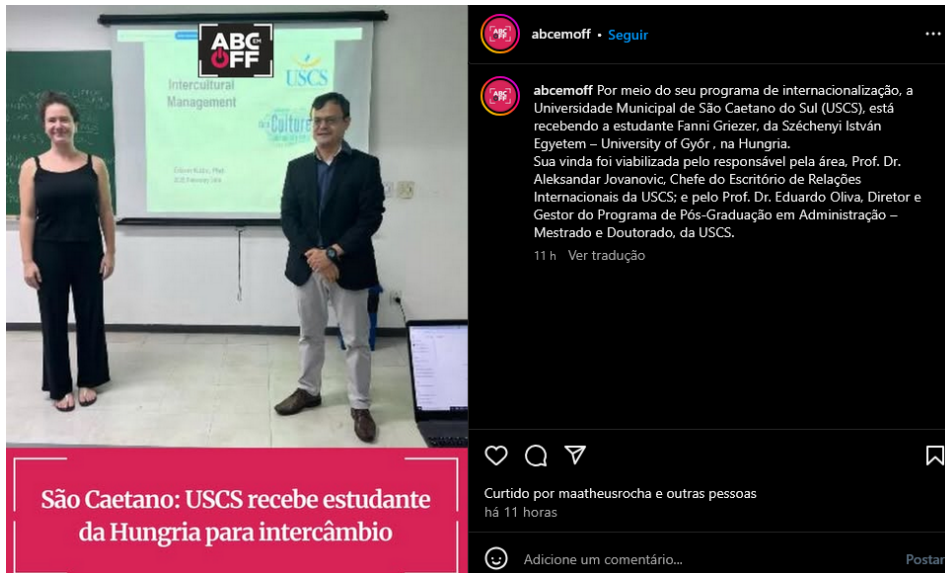 ABC EM
OFF
USCS
Intercultural
Management
Culture
São Caetano: USCS recebe estudante
da Hungria para intercâmbio
abcemoff • Seguir
abcemoff Por meio do seu programa de internacionalização, a
Universidade Municipal de São Caetano do Sul (USCS), está
recebendo a estudante Fanni Griezer, da Széchenyi István
Egyetem – University of Győr , na Hungria.
Sua vinda foi viabilizada pelo responsável pela área, Prof. Dr.
Aleksandar Jovanovic, Chefe do Escritório de Relações
Internacionais da USCS; e pelo Prof. Dr. Eduardo Oliva, Diretor e
Gestor do Programa de Pós-Graduação em Administração –
Mestrado e Doutorado, da USCS.
11 h Ver tradução
Curtido por maatheusrocha e outras pessoas
há 11 horas
Adicione um comentário...
Postar